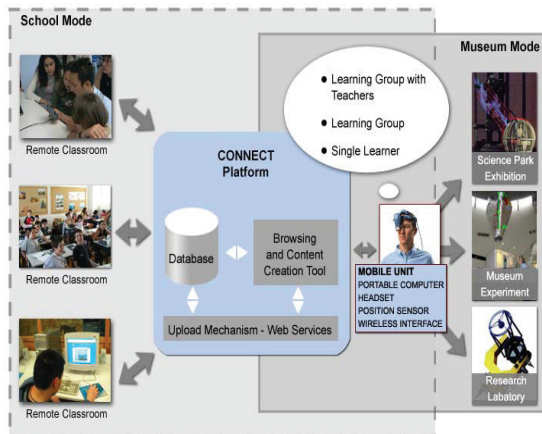 School Mode
Museum Mode
Learning Group with
Teachers
Learning Group
Single Learner
Remote Classroom
CONNECT
Platform
Science Park
Exhibition
Remote Classroom
Database
Browsing
and Content
Creation Tool
MOBILE UNIT
PORTABLE COMPUTER
HEADSET
POSITION SENSOR
WIRELESS INTERFACE
Museum
Experiment
Upload Mechanism - Web Services
Remote Classroom
Research
Labatory